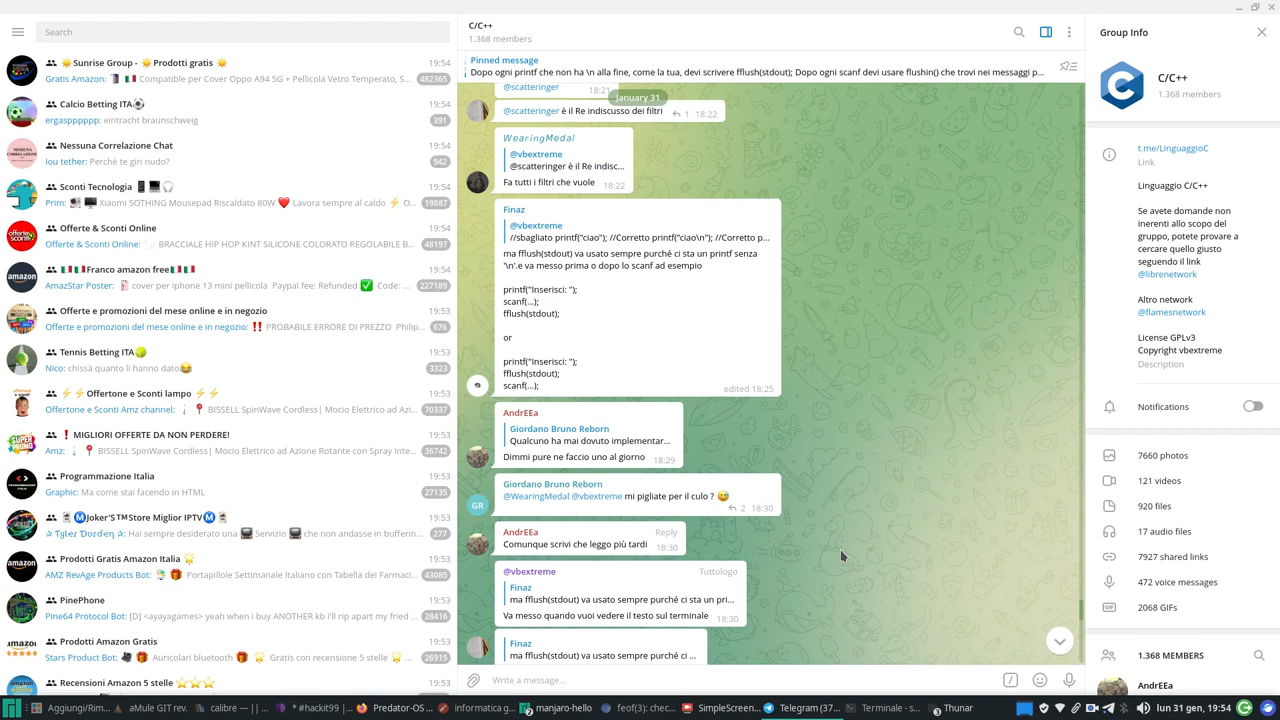 Search
Sunrise Group - Prodotti gratis
19:54
Gratis Amazon: Compatible per Cover Oppo A94 5G + Pellicola Vetro Temperato, S...
482365
Calcio Betting ITA
19:54
ergaspppppp: eintracht braunschweig
391
Nessuna Correlazione Chat
19:54
Iou tether: Perché te giri nudo?
942
Sconti Tecnologia
19:54
Prim: Xiaomi SOTHING Mousepad Riscaldato 80W Lavora sempre al caldo O...
19887
Offerte & Sconti Online
19:54
Offerte & Sconti Online: BRACCIALE HIP HOP KINT SILICONE COLORATO REGOLABILE B...
48197
Franco amazon free
19:54
AmazStar Poster: cover per iphone 13 mini pellicola Paypal fee: Refunded Code: ...
227189
Offerte e promozioni del mese online e in negozio
19:53
Offerte e promozioni del mese online e in negozio: PROBABILE ERRORE DI PREZZO Philip...
676
Tennis Betting ITA
19:53
Nico: chissà quanto li hanno dato
3323
Offertone e Sconti lampo
19:53
Offertone e Sconti Amz channel: BISSELL SpinWave Cordless| Mocio Elettrico ad Azi...
70337
MIGLIORI OFFERTE DA NON PERDERE!
19:53
Amz: BISSELL SpinWave Cordless| Mocio Elettrico ad Azione Rotante con Spray Inte...
36742
Programmazione Italia
19:53
Graphic: Ma come stai facendo in HTML
27135
Joker'S™Store Miglior IPTV
19:53
Hai sempre desiderato una Servizio che non andasse in bufferin...
277
Prodotti Gratis Amazon Italia
19:53
AMZ RevAge Products Bot: Portapillole Settimanale Italiano con Tabella dei Farmaci...
43085
PinePhone
19:53
Pine64 Protocol Bot: [D] <ayayagames> yeah when i buy ANOTHER kb i'll rip apart my fried ...
28416
Prodotti Amazon Gratis
19:53
Stars Product Bot: Auricolari bluetooth Gratis con recensione 5 stelle ...
26915
Recensioni Amazon 5 stelle
19:53
C/C++
1.368 members
Pinned message
Dopo ogni printf che non ha \n alla fine, come la tua, devi scrivere fflush(stdout); Dopo ogni scanf devi usare flushin() che trovi nei messaggi p...
@scatteringer
18:21
January 31
@scatteringer è il Re indiscusso dei filtri
1 18:22
WearingMedal
@vbextreme
@scatteringer è il Re indisc...
Fa tutti i filtri che vuole 18:22
Finaz
@vbextreme
//sbagliato printf("ciao"); //Corretto printf("ciao\n"); //Corretto p...
ma fflush(stdout) va usato sempre purché ci sta un printf senza
'\n'.e va messo prima o dopo lo scanf ad esempio
printf("Inserisci: ");
scanf(...);
fflush(stdout);
or
printf("Inserisci: ");
fflush(stdout);
scanf(...);
edited 18:25
AndrEEa
Giordano Bruno Reborn
Qualcuno ha mai dovuto implementar...
Dimmi pure ne faccio uno al giorno 18:29
Giordano Bruno Reborn
@WearingMedal @vbextreme mi pigliate per il culo ?
GR
2 18:30
AndrEEa Reply
Comunque scrivi che leggo più tardi 18:30
@vbextreme Tuttologo
Finaz
ma fflush(stdout) va usato sempre purché ci sta un pri...
Va messo quando vuoi vedere il testo sul terminale 18:30
Finaz
ma fflush(stdout) va usato sempre purché ci ...
Write a message...
Group Info
C/C++
1.368 members
t.me/LinguaggioC
Link
Linguaggio C/C++
Se avete domande non
inerenti allo scopo del
gruppo, potete provare a
cercare quello giusto
seguendo il link
@librenetwork
Altro network
@flamesnetwork
License GPLv3
Copyright vbextreme
Description
Notifications
7660 photos
121 videos
920 files
17 audio files
7927 shared links
472 voice messages
2068 GIFs
1.368 MEMBERS
AndrEEa
Aggiungi/Rim...
aMule GIT rev.
calibre — || ...
* #hackit99 | ...
Predator-OS ...
informatica g...
manjaro-hello
feof(3): chec...
SimpleScreen...
Telegram (37...
Terminale - s...
3 Thunar
lun 31 gen, 19:54